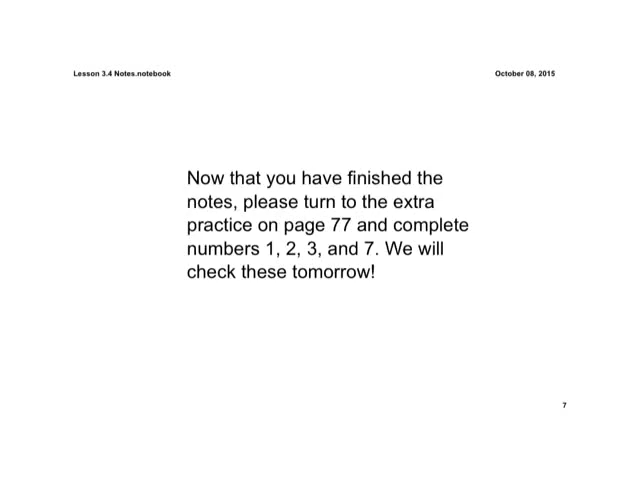 Lesson 3.4 Notes.notebook
October 08, 2015
Now that you have finished the
notes, please turn to the extra
practice on page 77 and complete
numbers 1, 2, 3, and 7. We will
check these tomorrow!
7